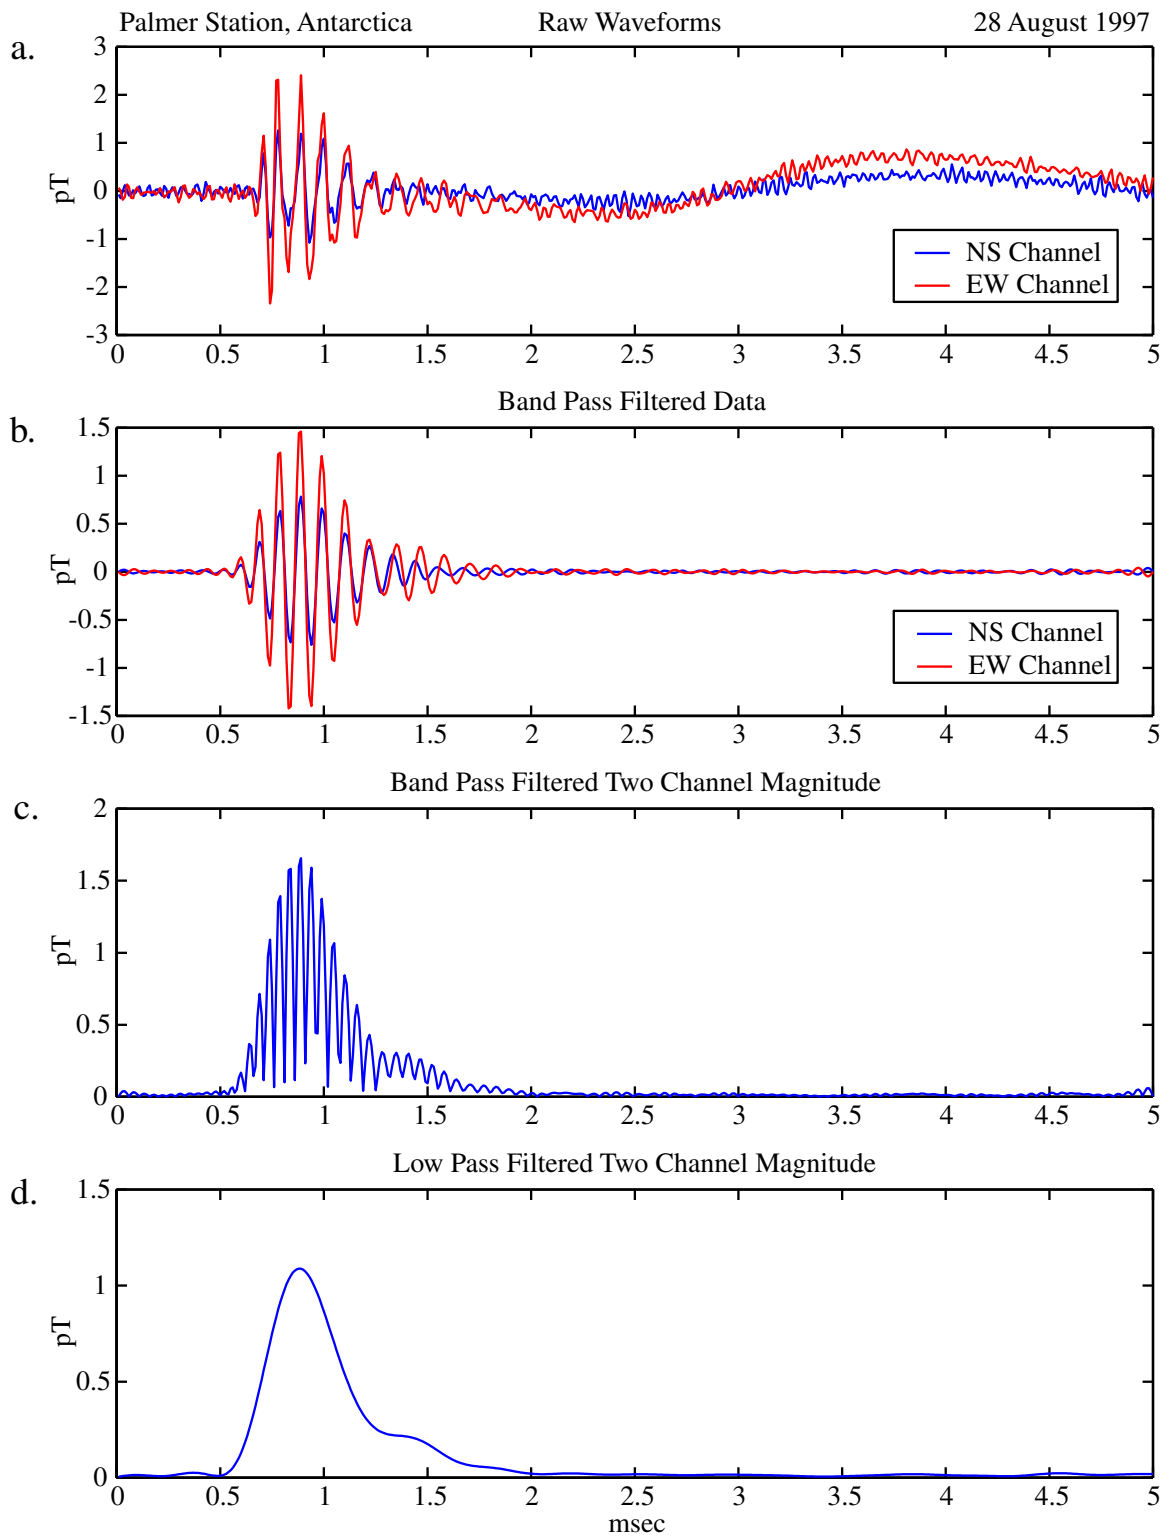 Palmer Station, Antarctica Raw Waveforms 28 August 1997
a.
3
2
1
0
-1
-2
-3
pT
NS Channel
EW Channel
0 0.5 1 1.5 2 2.5 3 3.5 4 4.5 5
Band Pass Filtered Data
b.
1.5
1
0.5
0
-0.5
-1
-1.5
pT
NS Channel
EW Channel
0 0.5 1 1.5 2 2.5 3 3.5 4 4.5 5
Band Pass Filtered Two Channel Magnitude
c.
2
1.5
1
0.5
0
pT
0 0.5 1 1.5 2 2.5 3 3.5 4 4.5 5
Low Pass Filtered Two Channel Magnitude
d.
1.5
1
0.5
0
pT
0 0.5 1 1.5 2 2.5 3 3.5 4 4.5 5
msec